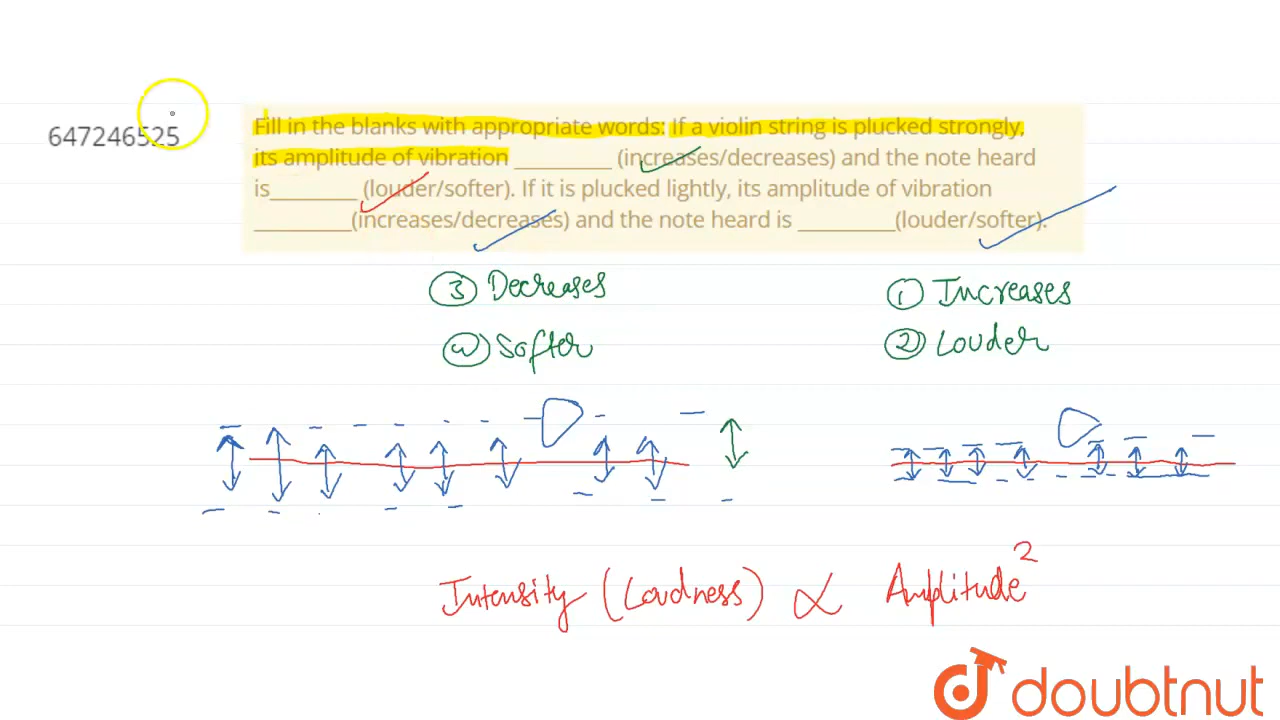 647246525
Fill in the blanks with appropriate words: If a violin string is plucked strongly,
its amplitude of vibration __________ (increases/decreases) and the note heard
is_________ (louder/softer). If it is plucked lightly, its amplitude of vibration
__________(increases/decreases) and the note heard is __________(louder/softer).
③ Decreases
① Increases
④ Softer
② Louder
Intensity (Loudness) ∝ Amplitude²
doubtnut